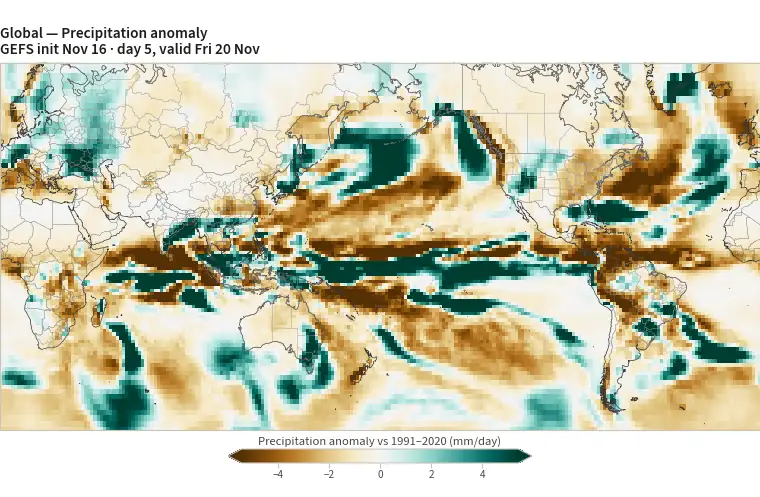 Global — Precipitation anomaly
GEFS init Nov 16 · day 5, valid Fri 20 Nov
Precipitation anomaly vs 1991–2020 (mm/day)
−4 −2 0 2 4